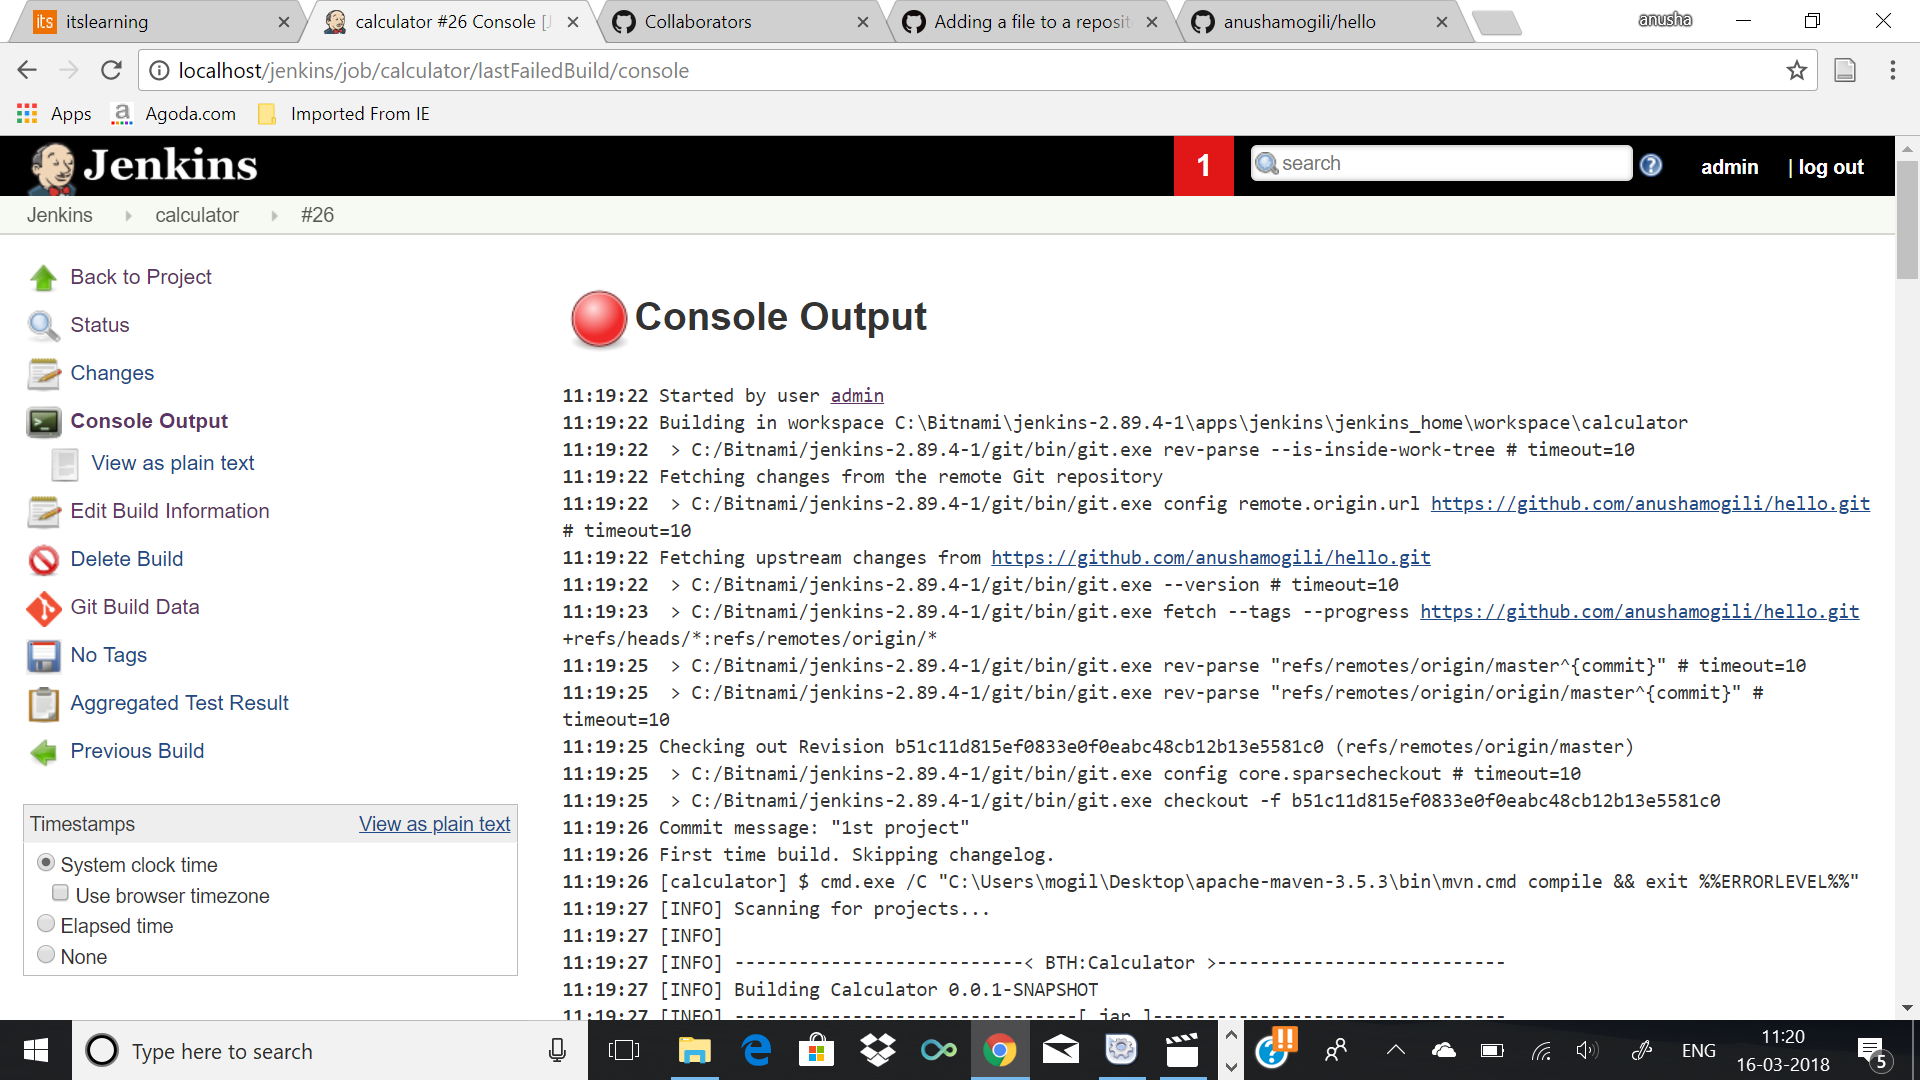 its itslearning
calculator #26 Console [J
Collaborators
Adding a file to a reposit
anushamogili/hello
anusha
localhost/jenkins/job/calculator/lastFailedBuild/console
Apps
a Agoda.com
Imported From IE
Jenkins
1
search
admin
| log out
Jenkins
calculator
#26
Back to Project
Status
Changes
Console Output
View as plain text
Edit Build Information
Delete Build
Git Build Data
No Tags
Aggregated Test Result
Previous Build
Timestamps View as plain text
System clock time
Use browser timezone
Elapsed time
None
Console Output
11:19:22 Started by user admin
11:19:22 Building in workspace C:\Bitnami\jenkins-2.89.4-1\apps\jenkins\jenkins_home\workspace\calculator
11:19:22  > C:/Bitnami/jenkins-2.89.4-1/git/bin/git.exe rev-parse --is-inside-work-tree # timeout=10
11:19:22 Fetching changes from the remote Git repository
11:19:22  > C:/Bitnami/jenkins-2.89.4-1/git/bin/git.exe config remote.origin.url https://github.com/anushamogili/hello.git
# timeout=10
11:19:22 Fetching upstream changes from https://github.com/anushamogili/hello.git
11:19:22  > C:/Bitnami/jenkins-2.89.4-1/git/bin/git.exe --version # timeout=10
11:19:23  > C:/Bitnami/jenkins-2.89.4-1/git/bin/git.exe fetch --tags --progress https://github.com/anushamogili/hello.git
+refs/heads/*:refs/remotes/origin/*
11:19:25  > C:/Bitnami/jenkins-2.89.4-1/git/bin/git.exe rev-parse "refs/remotes/origin/master^{commit}" # timeout=10
11:19:25  > C:/Bitnami/jenkins-2.89.4-1/git/bin/git.exe rev-parse "refs/remotes/origin/origin/master^{commit}" #
timeout=10
11:19:25 Checking out Revision b51c11d815ef0833e0f0eabc48cb12b13e5581c0 (refs/remotes/origin/master)
11:19:25  > C:/Bitnami/jenkins-2.89.4-1/git/bin/git.exe config core.sparsecheckout # timeout=10
11:19:25  > C:/Bitnami/jenkins-2.89.4-1/git/bin/git.exe checkout -f b51c11d815ef0833e0f0eabc48cb12b13e5581c0
11:19:26 Commit message: "1st project"
11:19:26 First time build. Skipping changelog.
11:19:26 [calculator] $ cmd.exe /C "C:\Users\mogil\Desktop\apache-maven-3.5.3\bin\mvn.cmd compile && exit %%ERRORLEVEL%%"
11:19:27 [INFO] Scanning for projects...
11:19:27 [INFO]
11:19:27 [INFO] ---------------------------< BTH:Calculator >---------------------------
11:19:27 [INFO] Building Calculator 0.0.1-SNAPSHOT
11:19:27 [INFO] --------------------------------[ jar ]---------------------------------
Type here to search
ENG
11:20
16-03-2018
5